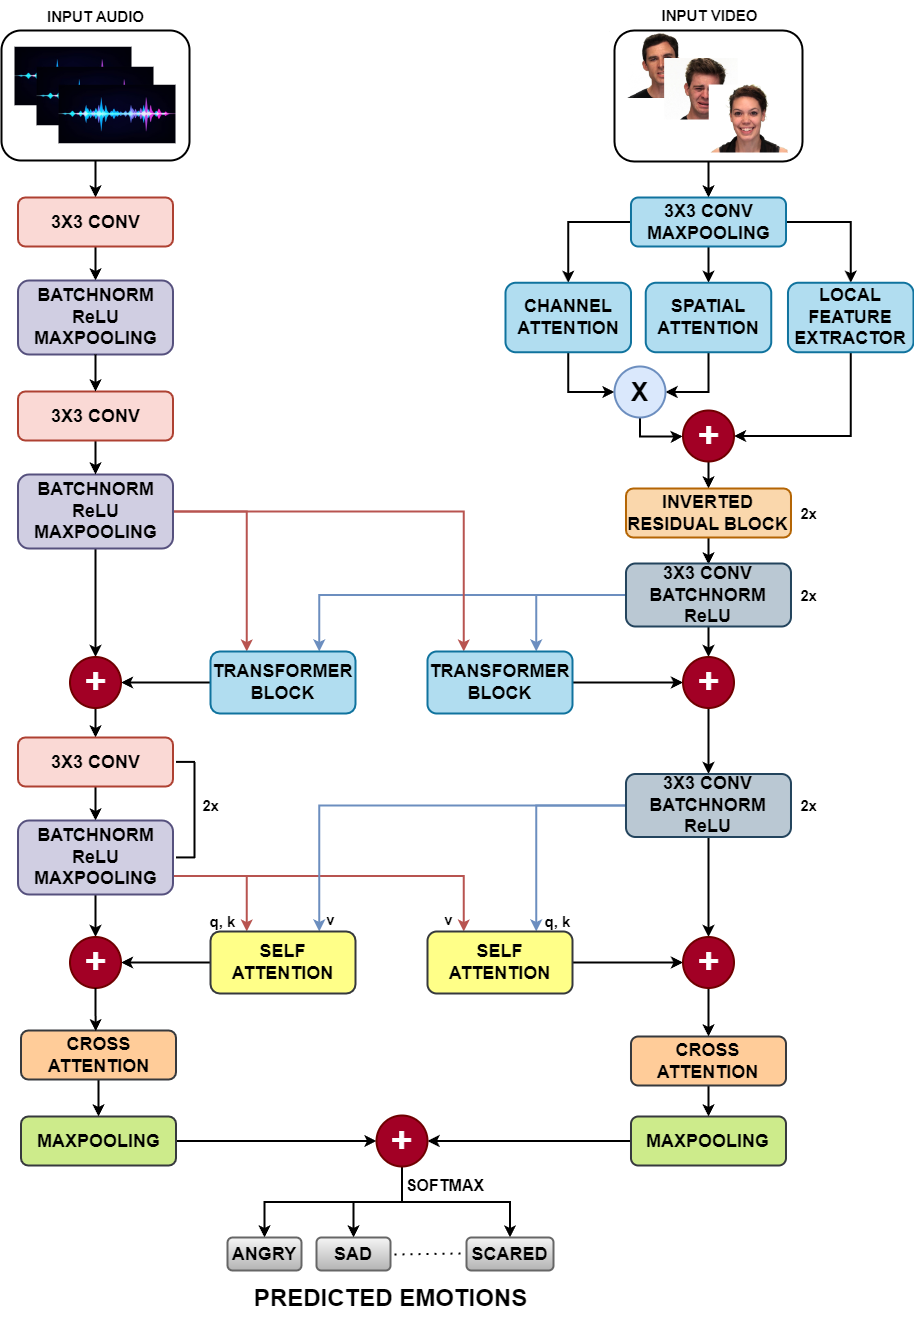 INPUT AUDIO
INPUT VIDEO
3X3 CONV
3X3 CONV
MAXPOOLING
BATCHNORM
ReLU
MAXPOOLING
CHANNEL
ATTENTION
SPATIAL
ATTENTION
LOCAL
FEATURE
EXTRACTOR
X
3X3 CONV
+
BATCHNORM
ReLU
MAXPOOLING
INVERTED
RESIDUAL BLOCK
2x
3X3 CONV
BATCHNORM
ReLU
2x
+
TRANSFORMER
BLOCK
TRANSFORMER
BLOCK
+
3X3 CONV
2x
BATCHNORM
ReLU
MAXPOOLING
3X3 CONV
BATCHNORM
ReLU
2x
q, k
v
v
q, k
+
SELF
ATTENTION
SELF
ATTENTION
+
CROSS
ATTENTION
CROSS
ATTENTION
MAXPOOLING
+
MAXPOOLING
SOFTMAX
ANGRY
SAD
SCARED
PREDICTED EMOTIONS